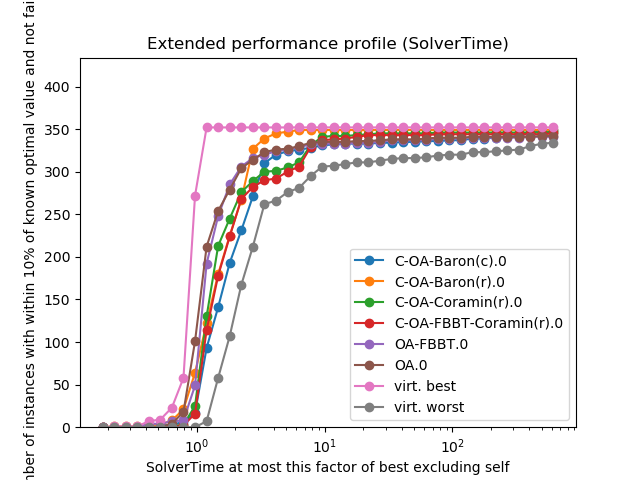 Extended performance profile (SolverTime)
of instances with within 10% of known optimal value and not
400
350
300
250
200
150
100
50
0
C-OA-Baron(c).0
C-OA-Baron(r).0
C-OA-Coramin(r).0
C-OA-FBBT-Coramin(r).0
OA-FBBT.0
OA.0
virt. best
virt. worst
10⁰ 10¹ 10²
SolverTime at most this factor of best excluding self